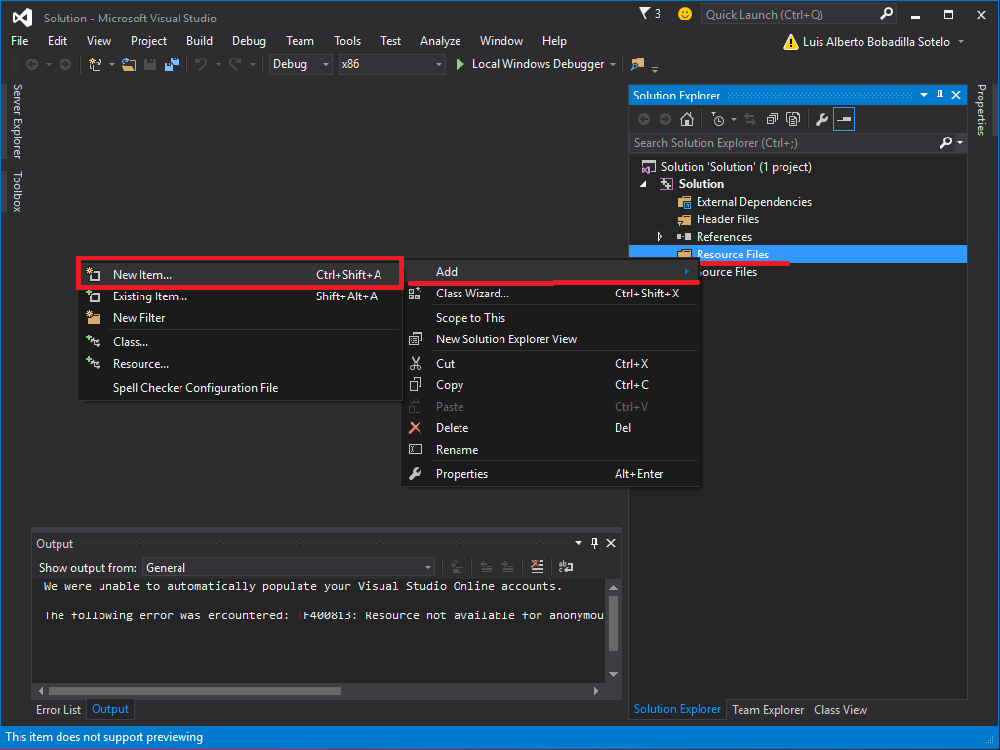 Solution - Microsoft Visual Studio
3
Quick Launch (Ctrl+Q)
File Edit View Project Build Debug Team Tools Test Analyze Window Help
Luis Alberto Bobadilla Sotelo
Debug x86 Local Windows Debugger
Server Explorer
Toolbox
Solution Explorer
Search Solution Explorer (Ctrl+;)
Solution 'Solution' (1 project)
Solution
External Dependencies
Header Files
References
Resource Files
ource Files
Properties
New Item... Ctrl+Shift+A
Existing Item... Shift+Alt+A
New Filter
Class...
Resource...
Spell Checker Configuration File
Add
Class Wizard... Ctrl+Shift+X
Scope to This
New Solution Explorer View
Cut Ctrl+X
Copy Ctrl+C
Paste Ctrl+V
Delete Del
Rename
Properties Alt+Enter
Output
Show output from: General
We were unable to automatically populate your Visual Studio Online accounts.
The following error was encountered: TF400813: Resource not available for anonymou
Error List Output
Solution Explorer Team Explorer Class View
This item does not support previewing